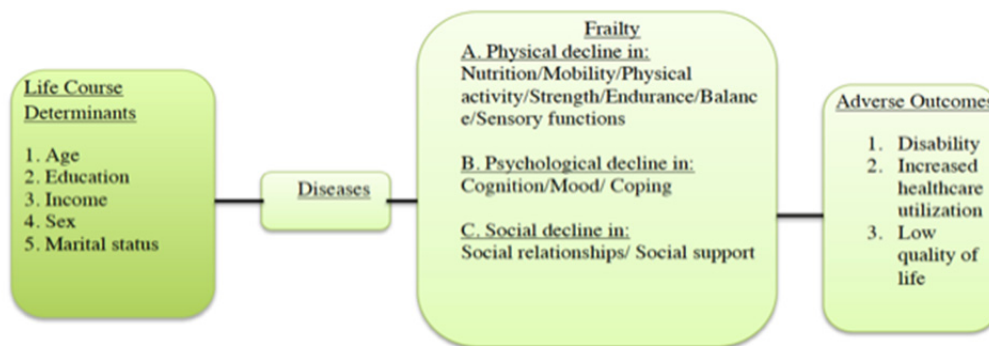 Life Course
Determinants
1. Age
2. Education
3. Income
4. Sex
5. Marital status
Diseases
Frailty
A. Physical decline in:
Nutrition/Mobility/Physical
activity/Strength/Endurance/Balanc
e/Sensory functions
B. Psychological decline in:
Cognition/Mood/ Coping
C. Social decline in:
Social relationships/ Social support
Adverse Outcomes
1. Disability
2. Increased
healthcare
utilization
3. Low
quality of
life